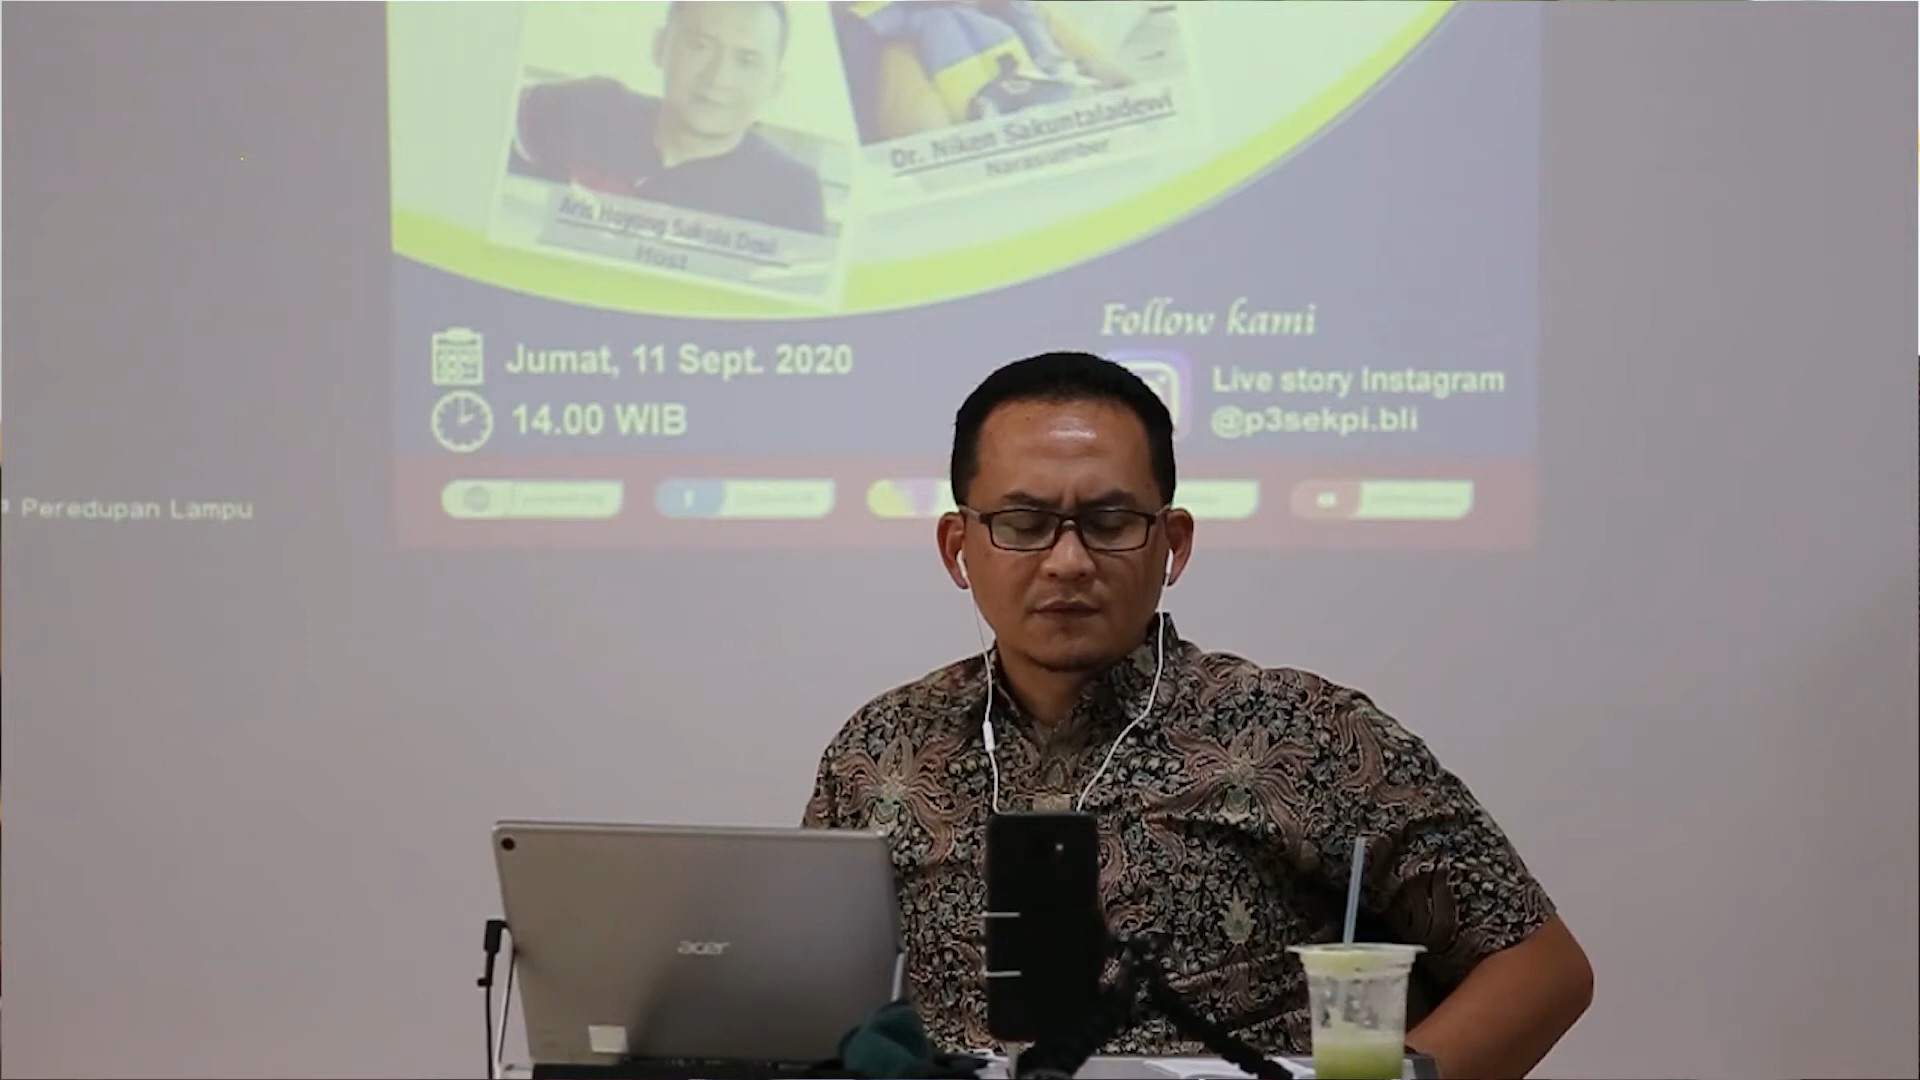 Dr. Niken Sakuntaladewi
Narasumber
Host
Follow kami
Jumat, 11 Sept. 2020
14.00 WIB
Live story Instagram
@p3sekpi.bli
Peredupan Lampu
acer